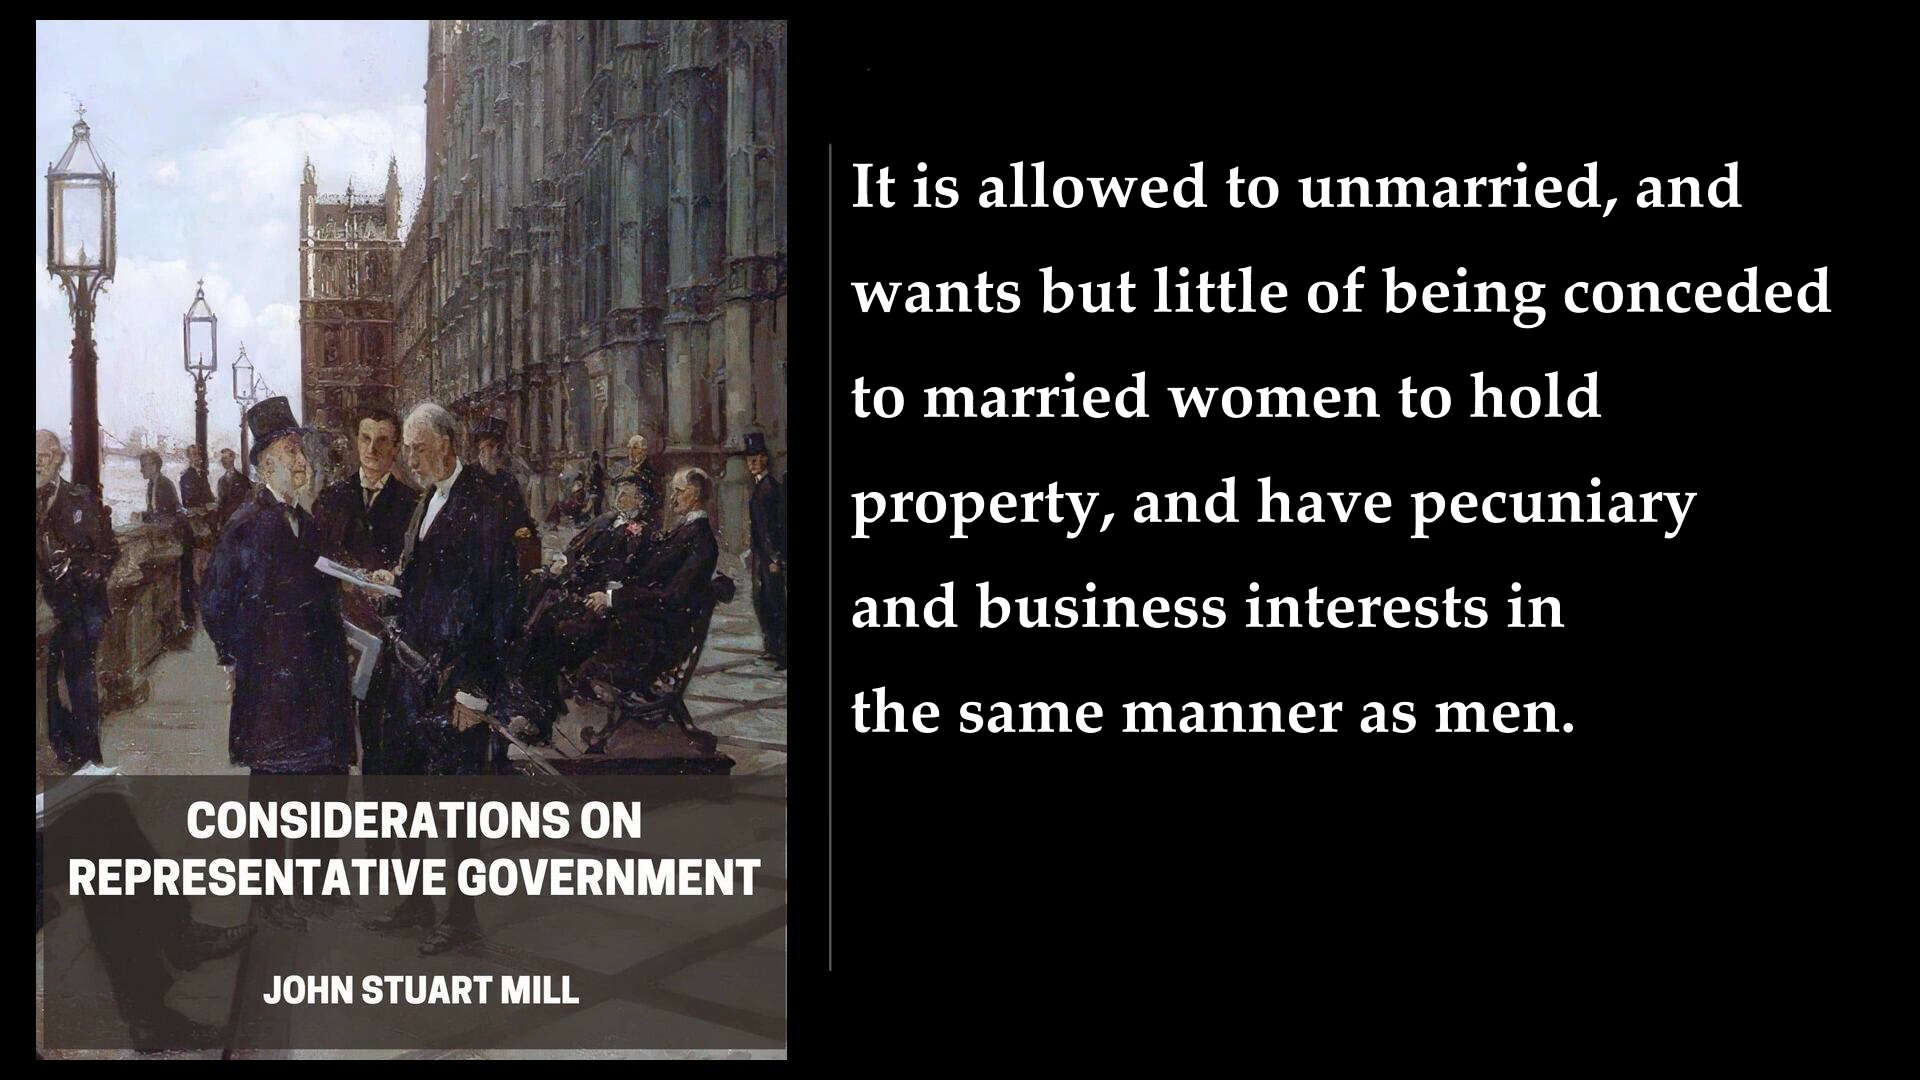 It is allowed to unmarried, and
wants but little of being conceded
to married women to hold
property, and have pecuniary
and business interests in
the same manner as men.
CONSIDERATIONS ON
REPRESENTATIVE GOVERNMENT
JOHN STUART MILL